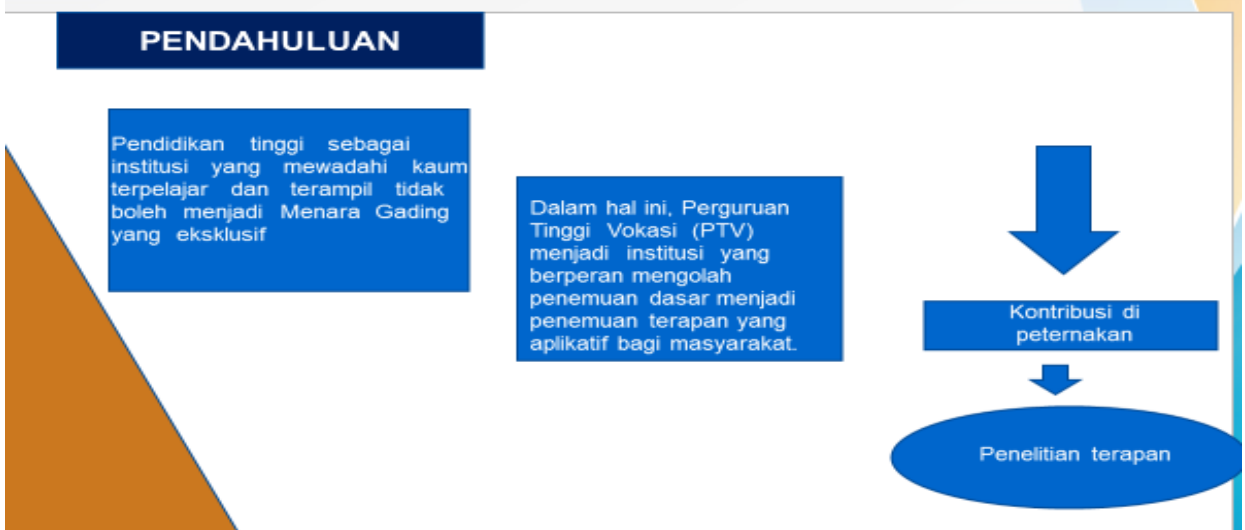 PENDAHULUAN
Pendidikan tinggi sebagai
institusi yang mewadahi kaum
terpelajar dan terampil tidak
boleh menjadi Menara Gading
yang eksklusif
Dalam hal ini, Perguruan
Tinggi Vokasi (PTV)
menjadi institusi yang
berperan mengolah
penemuan dasar menjadi
penemuan terapan yang
aplikatif bagi masyarakat.
Kontribusi di
peternakan
Penelitian terapan